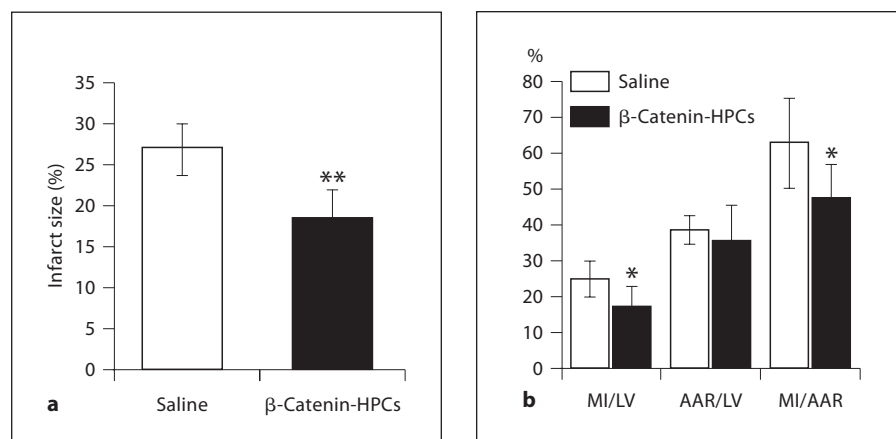 35
30
25
20
15
10
5
0
Infarct size (%)
**
a
Saline
β-Catenin-HPCs
%
80
70
60
50
40
30
20
10
0
Saline
β-Catenin-HPCs
*
*
b
MI/LV
AAR/LV
MI/AAR